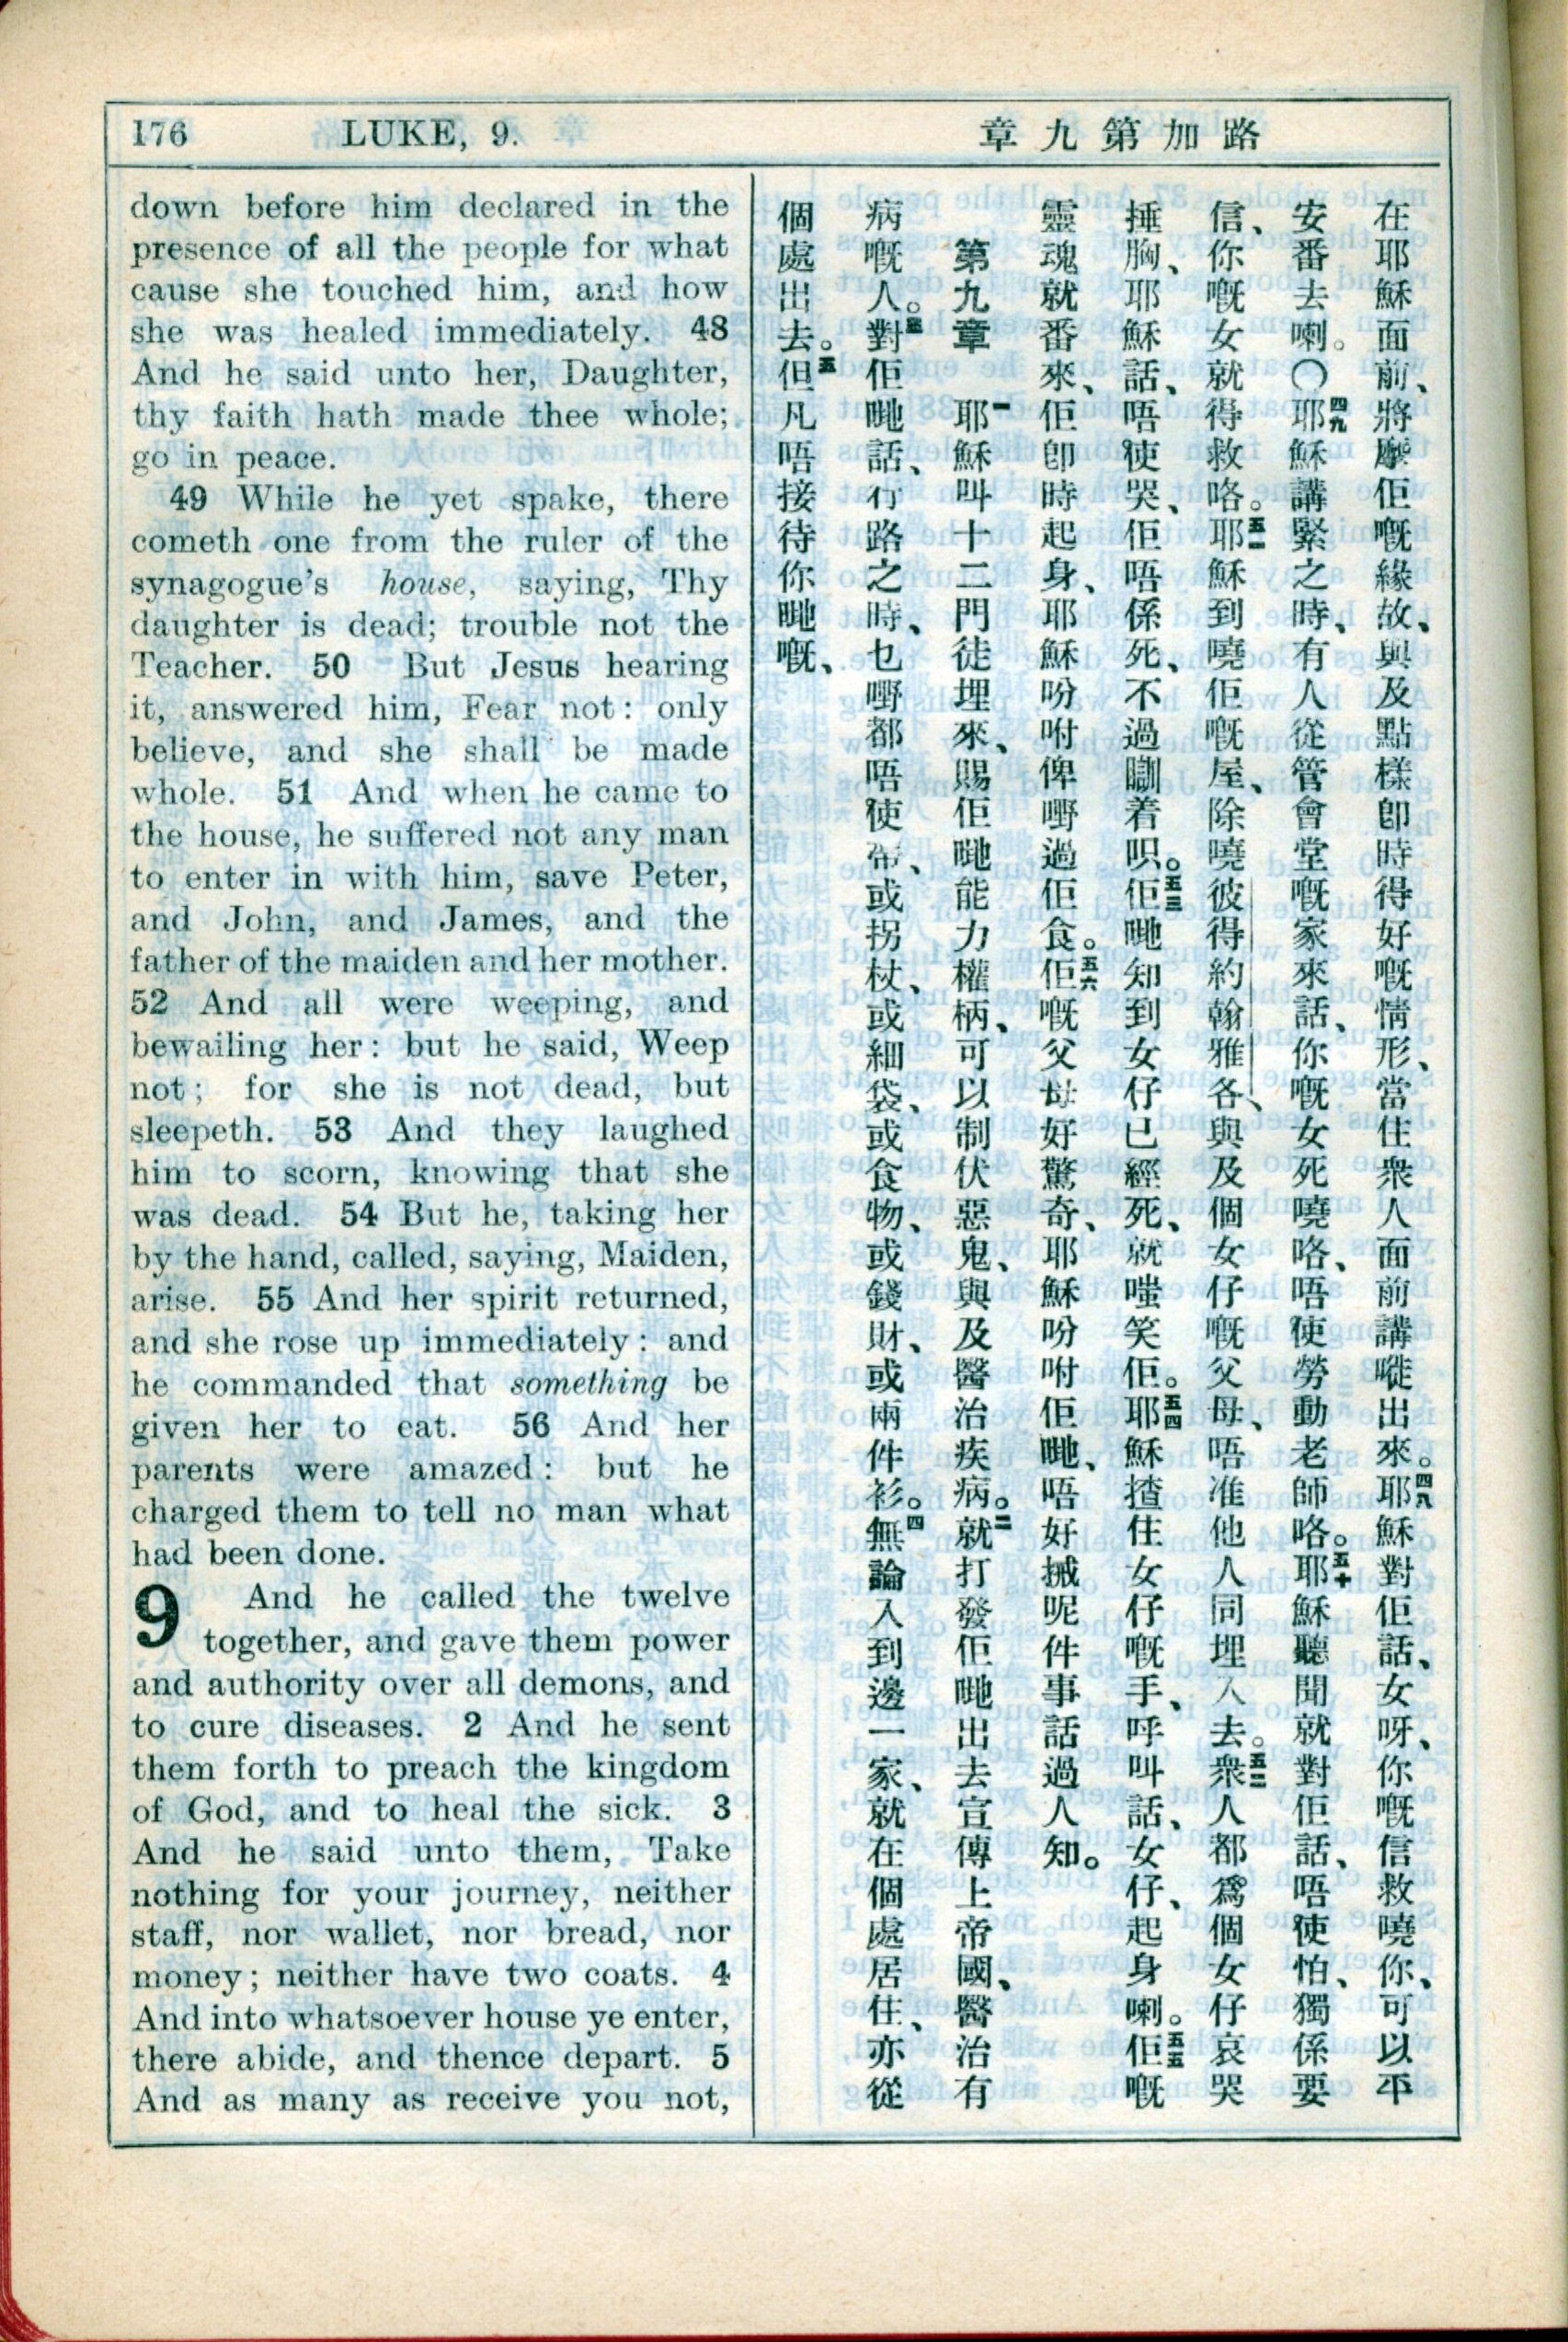 176 LUKE, 9.
章九第加路
down before him declared in the
presence of all the people for what
cause she touched him, and how
she was healed immediately. 48
And he said unto her, Daughter,
thy faith hath made thee whole;
go in peace.
49 While he yet spake, there
cometh one from the ruler of the
synagogue's house, saying, Thy
daughter is dead; trouble not the
Teacher. 50 But Jesus hearing
it, answered him, Fear not: only
believe, and she shall be made
whole. 51 And when he came to
the house, he suffered not any man
to enter in with him, save Peter,
and John, and James, and the
father of the maiden and her mother.
52 And all were weeping, and
bewailing her: but he said, Weep
not; for she is not dead, but
sleepeth. 53 And they laughed
him to scorn, knowing that she
was dead. 54 But he, taking her
by the hand, called, saying, Maiden,
arise. 55 And her spirit returned,
and she rose up immediately: and
he commanded that something be
given her to eat. 56 And her
parents were amazed: but he
charged them to tell no man what
had been done.
9 And he called the twelve
together, and gave them power
and authority over all demons, and
to cure diseases. 2 And he sent
them forth to preach the kingdom
of God, and to heal the sick. 3
And he said unto them, Take
nothing for your journey, neither
staff, nor wallet, nor bread, nor
money; neither have two coats. 4
And into whatsoever house ye enter,
there abide, and thence depart. 5
And as many as receive you not,
在耶穌面前、將摩佢嘅緣故、與及點樣即時得好嘅情形、當住衆人面前講嘥出來。四九耶穌對佢話、女呀、你嘅信救嘵你、可以平
安番去喇。〇四九耶穌講緊之時、有人從管會堂嘅家來話、你嘅女死嘵咯、唔使勞動老師咯。五十耶穌聽聞就對佢話、唔使怕、獨係要
信、你嘅女就得救咯。五一耶穌到嘵佢嘅屋、除嘵彼得約翰雅各、與及個女仔嘅父母、唔准他人同埋入去。五二衆人都爲個女仔哀哭
捶胸、耶穌話、唔使哭、佢唔係死、不過瞓着呮。五三佢哋知到女仔已經死、就嗤笑佢。五四耶穌揸住女仔嘅手、呼叫話、女仔、起身喇。五五佢嘅
靈魂就番來、佢即時起身、耶穌吩咐俾嘢過佢食。五六佢嘅父母好驚奇、耶穌吩咐佢哋、唔好搣呢件事話過人知。
第九章 一耶穌叫十二門徒埋來、賜佢哋能力權柄、可以制伏惡鬼、與及醫治疾病。二就打發佢哋出去宣傳上帝國、醫治有
病嘅人。三對佢哋話、行路之時、乜嘢都唔使帶、或拐杖、或細袋、或食物、或錢財、或兩件衫。四無論入到邊一家、就在個處居住、亦從
個處出去。五但凡唔接待你哋嘅、